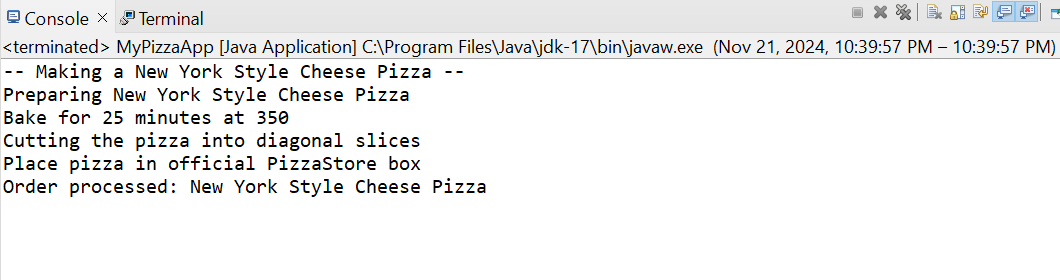 Console Terminal
<terminated> MyPizzaApp [Java Application] C:\Program Files\Java\jdk-17\bin\javaw.exe (Nov 21, 2024, 10:39:57 PM – 10:39:57 PM)
-- Making a New York Style Cheese Pizza --
Preparing New York Style Cheese Pizza
Bake for 25 minutes at 350
Cutting the pizza into diagonal slices
Place pizza in official PizzaStore box
Order processed: New York Style Cheese Pizza